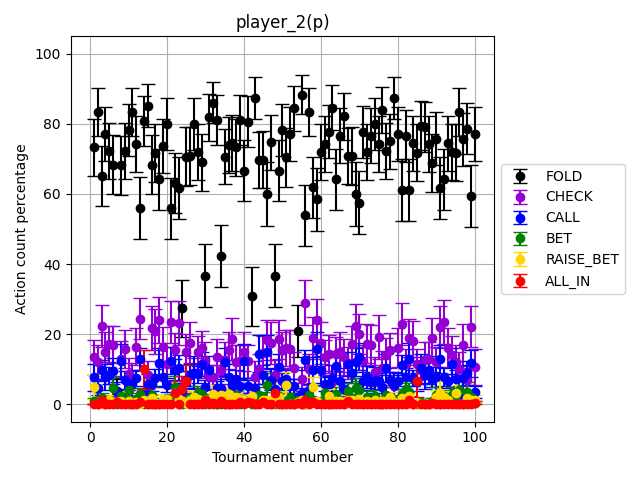 player_2(p)
Action count percentage
100
80
60
40
20
0
0 20 40 60 80 100
Tournament number
FOLD
CHECK
CALL
BET
RAISE_BET
ALL_IN